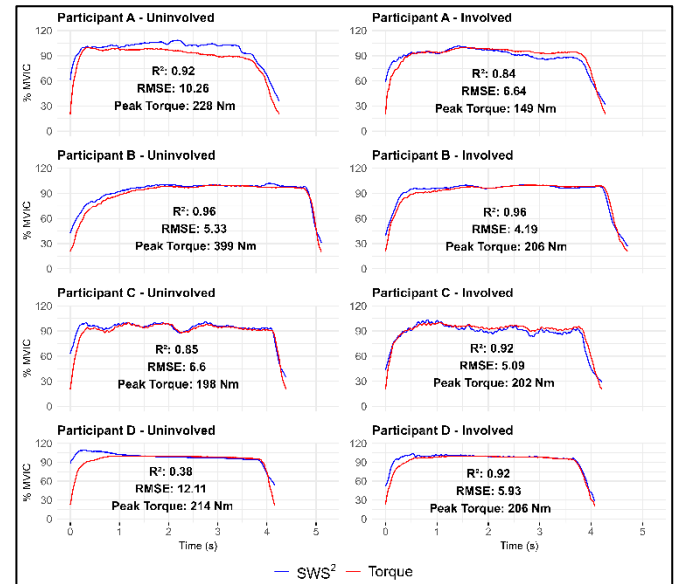 Participant A - Uninvolved
Participant A - Involved
% MVIC
120
90
60
30
0
R²: 0.92
RMSE: 10.26
Peak Torque: 228 Nm
120
90
60
30
0
R²: 0.84
RMSE: 6.64
Peak Torque: 149 Nm
Participant B - Uninvolved
Participant B - Involved
% MVIC
120
90
60
30
0
R²: 0.96
RMSE: 5.33
Peak Torque: 399 Nm
120
90
60
30
0
R²: 0.96
RMSE: 4.19
Peak Torque: 206 Nm
Participant C - Uninvolved
Participant C - Involved
% MVIC
120
90
60
30
0
R²: 0.85
RMSE: 6.6
Peak Torque: 198 Nm
120
90
60
30
0
R²: 0.92
RMSE: 5.09
Peak Torque: 202 Nm
Participant D - Uninvolved
Participant D - Involved
% MVIC
120
90
60
30
0
R²: 0.38
RMSE: 12.11
Peak Torque: 214 Nm
120
90
60
30
0
R²: 0.92
RMSE: 5.93
Peak Torque: 206 Nm
0 1 2 3 4 5
0 1 2 3 4 5
Time (s)
Time (s)
— SWS² — Torque